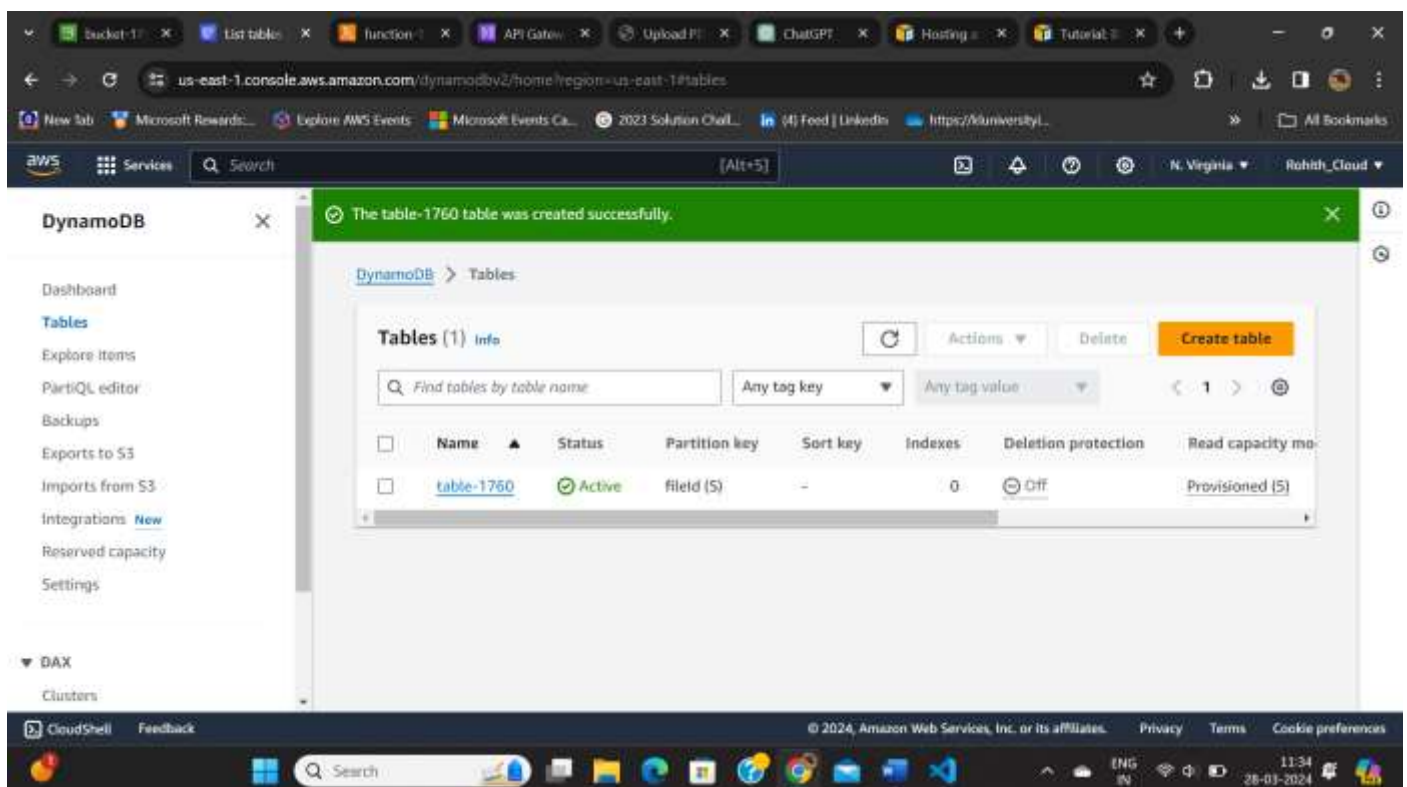 bucket-17
List tables
function-1
API Gatew
Upload Pl
ChatGPT
Hosting a
Tutorial: B
us-east-1.console.aws.amazon.com/dynamodbv2/home?region=us-east-1#tables
New Tab
Microsoft Rewards:...
Explore AWS Events
Microsoft Events Ca...
2023 Solution Chall...
(4) Feed | LinkedIn
https://kluniversityi...
»
All Bookmarks
aws
Services
Search
[Alt+S]
N. Virginia
Rohith_Cloud
DynamoDB
Dashboard
Tables
Explore items
PartiQL editor
Backups
Exports to S3
Imports from S3
Integrations New
Reserved capacity
Settings
DAX
Clusters
The table-1760 table was created successfully.
DynamoDB > Tables
Tables (1) Info
Actions
Delete
Create table
Find tables by table name
Any tag key
Any tag value
< 1 >
Name Status Partition key Sort key Indexes Deletion protection Read capacity mo
table-1760 Active fileId (S) - 0 Off Provisioned (5)
CloudShell Feedback © 2024, Amazon Web Services, Inc. or its affiliates. Privacy Terms Cookie preferences
Search
ENG
IN
11:34
28-03-2024